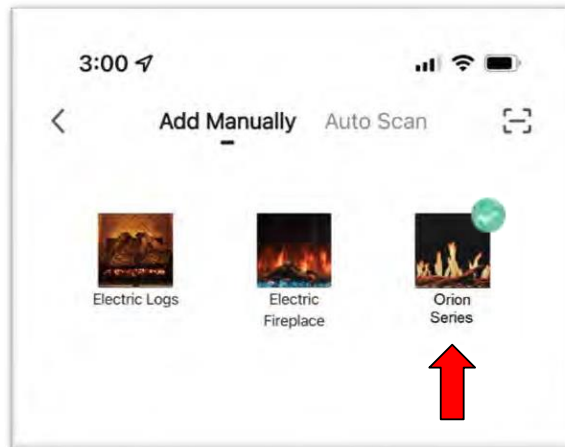 3:00
Add Manually Auto Scan
Electric Logs
Electric
Fireplace
Orion
Series